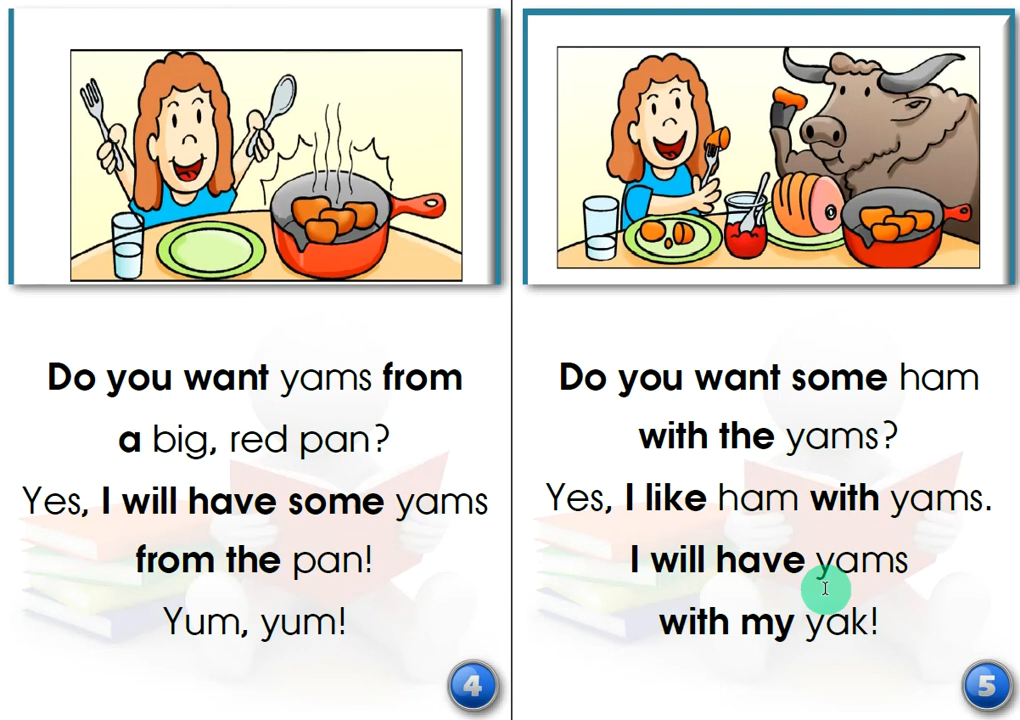 Do you want yams from
a big, red pan?
Yes, I will have some yams
from the pan!
Yum, yum!
4
Do you want some ham
with the yams?
Yes, I like ham with yams.
I will have yams
with my yak!
5